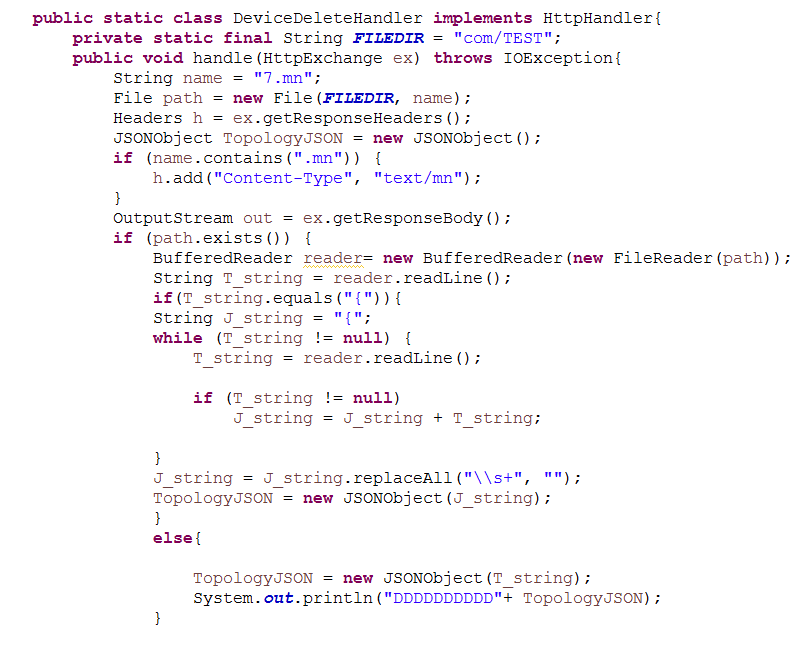 public static class DeviceDeleteHandler implements HttpHandler{
    private static final String FILEDIR = "com/TEST";
    public void handle(HttpExchange ex) throws IOException{
        String name = "7.mn";
        File path = new File(FILEDIR, name);
        Headers h = ex.getResponseHeaders();
        JSONObject TopologyJSON = new JSONObject();
        if (name.contains(".mn")) {
            h.add("Content-Type", "text/mn");
        }
        OutputStream out = ex.getResponseBody();
        if (path.exists()) {
            BufferedReader reader= new BufferedReader(new FileReader(path));
            String T_string = reader.readLine();
            if(T_string.equals("{")){
            String J_string = "{";
            while (T_string != null) {
                T_string = reader.readLine();

                if (T_string != null)
                    J_string = J_string + T_string;

            }
            J_string = J_string.replaceAll("\\s+", "");
            TopologyJSON = new JSONObject(J_string);
            }
            else{

                TopologyJSON = new JSONObject(T_string);
                System.out.println("DDDDDDDDDD"+ TopologyJSON);
            }